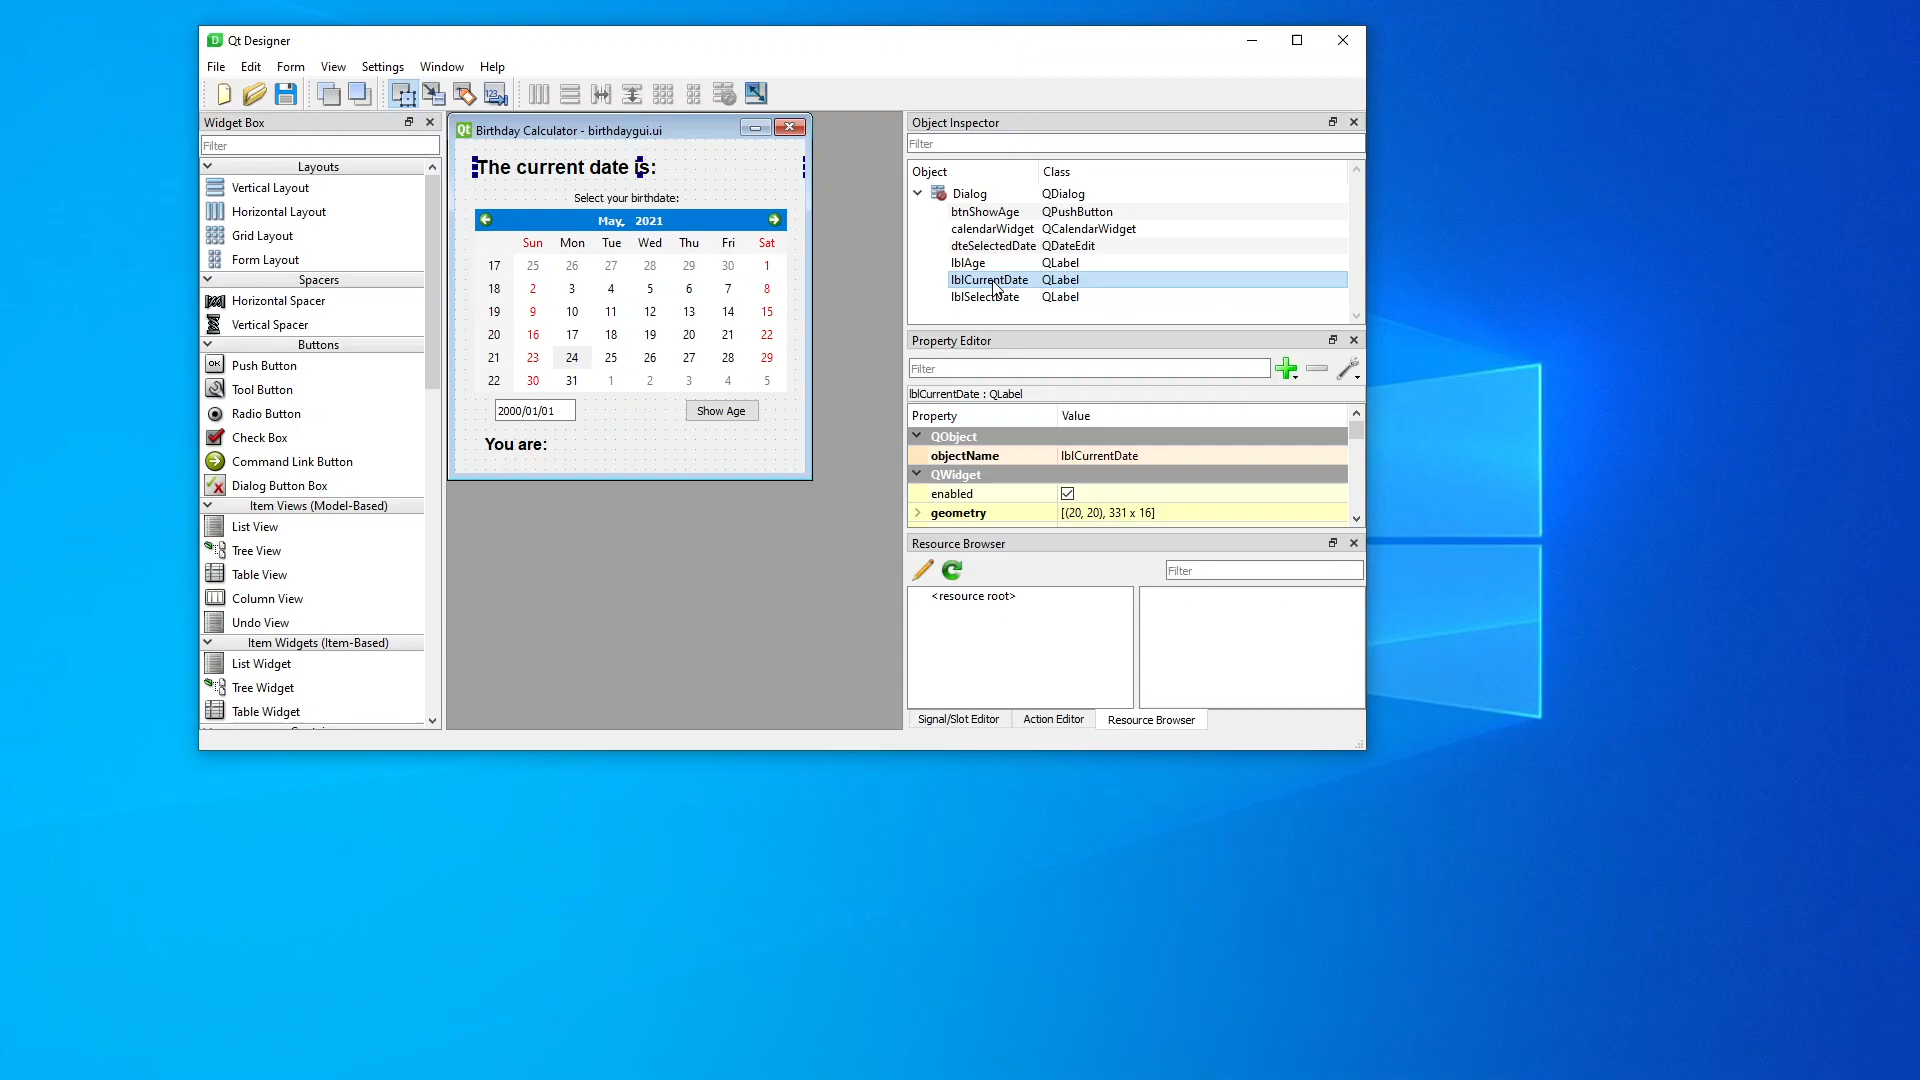 Qt Designer
File Edit Form View Settings Window Help
Widget Box
Filter
Layouts
Vertical Layout
Horizontal Layout
Grid Layout
Form Layout
Spacers
Horizontal Spacer
Vertical Spacer
Buttons
Push Button
Tool Button
Radio Button
Check Box
Command Link Button
Dialog Button Box
Item Views (Model-Based)
List View
Tree View
Table View
Column View
Undo View
Item Widgets (Item-Based)
List Widget
Tree Widget
Table Widget
Birthday Calculator - birthdaygui.ui
The current date is:
Select your birthdate:
May, 2021
Sun Mon Tue Wed Thu Fri Sat
17 25 26 27 28 29 30 1
18 2 3 4 5 6 7 8
19 9 10 11 12 13 14 15
20 16 17 18 19 20 21 22
21 23 24 25 26 27 28 29
22 30 31 1 2 3 4 5
2000/01/01 Show Age
You are:
Object Inspector
Filter
Object Class
Dialog QDialog
btnShowAge QPushButton
calendarWidget QCalendarWidget
dteSelectedDate QDateEdit
lblAge QLabel
lblCurrentDate QLabel
lblSelectDate QLabel
Property Editor
Filter
lblCurrentDate : QLabel
Property Value
QObject
objectName lblCurrentDate
QWidget
enabled
geometry [(20, 20), 331 x 16]
Resource Browser
Filter
<resource root>
Signal/Slot Editor Action Editor Resource Browser